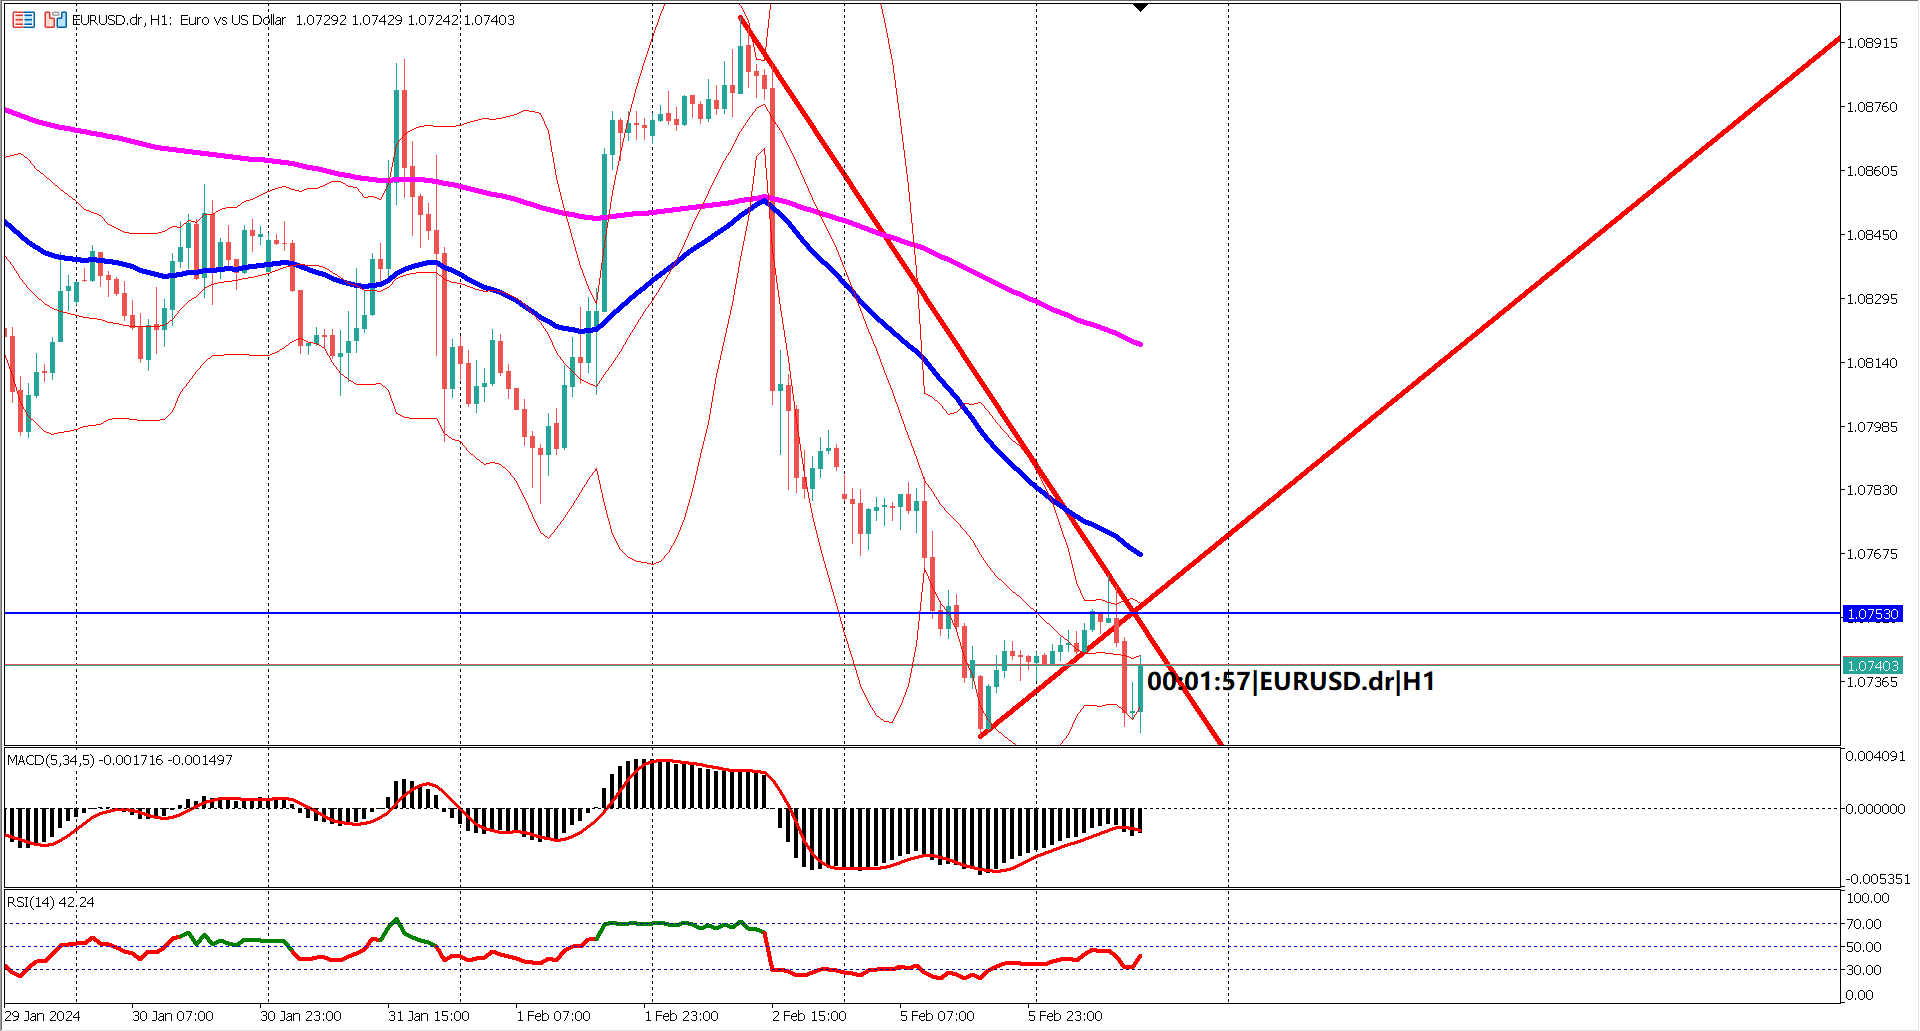 EURUSD.dr, H1: Euro vs US Dollar 1.07292 1.07429 1.07242 1.07403
1.08915
1.08760
1.08605
1.08450
1.08295
1.08140
1.07985
1.07830
1.07675
1.07530
1.07403
1.07365
00:01:57|EURUSD.dr|H1
MACD(5,34,5) -0.001716 -0.001497
0.004091
0.000000
-0.005351
RSI(14) 42.24
100.00
70.00
50.00
30.00
0.00
29 Jan 2024
30 Jan 07:00
30 Jan 23:00
31 Jan 15:00
1 Feb 07:00
1 Feb 23:00
2 Feb 15:00
5 Feb 07:00
5 Feb 23:00